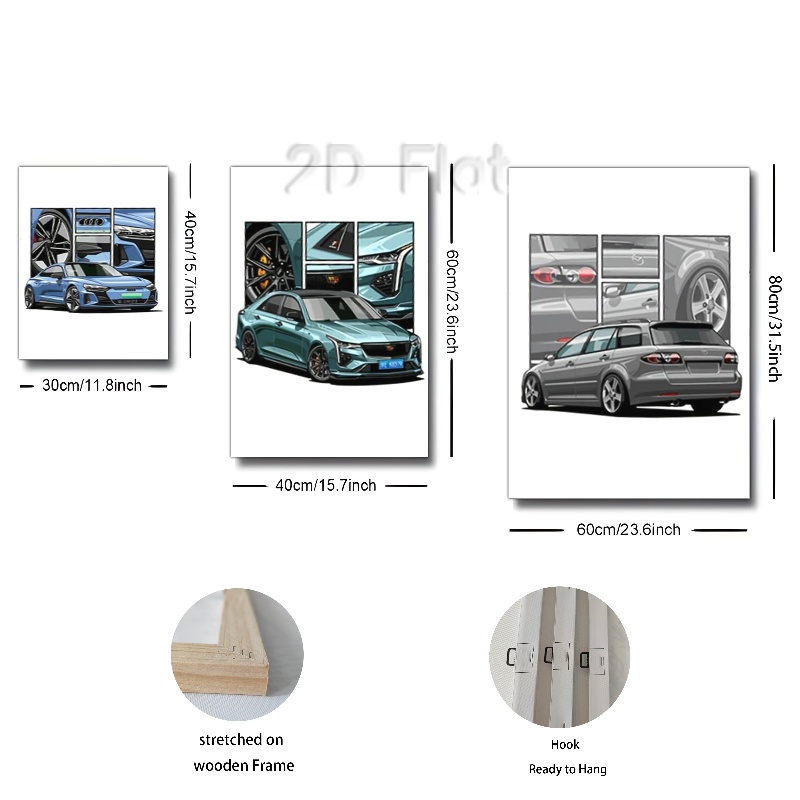 2D Flat
40cm/15.7inch
30cm/11.8inch
60cm/23.6inch
40cm/15.7inch
80cm/31.5inch
60cm/23.6inch
stretched on
wooden Frame
Hook
Ready to Hang